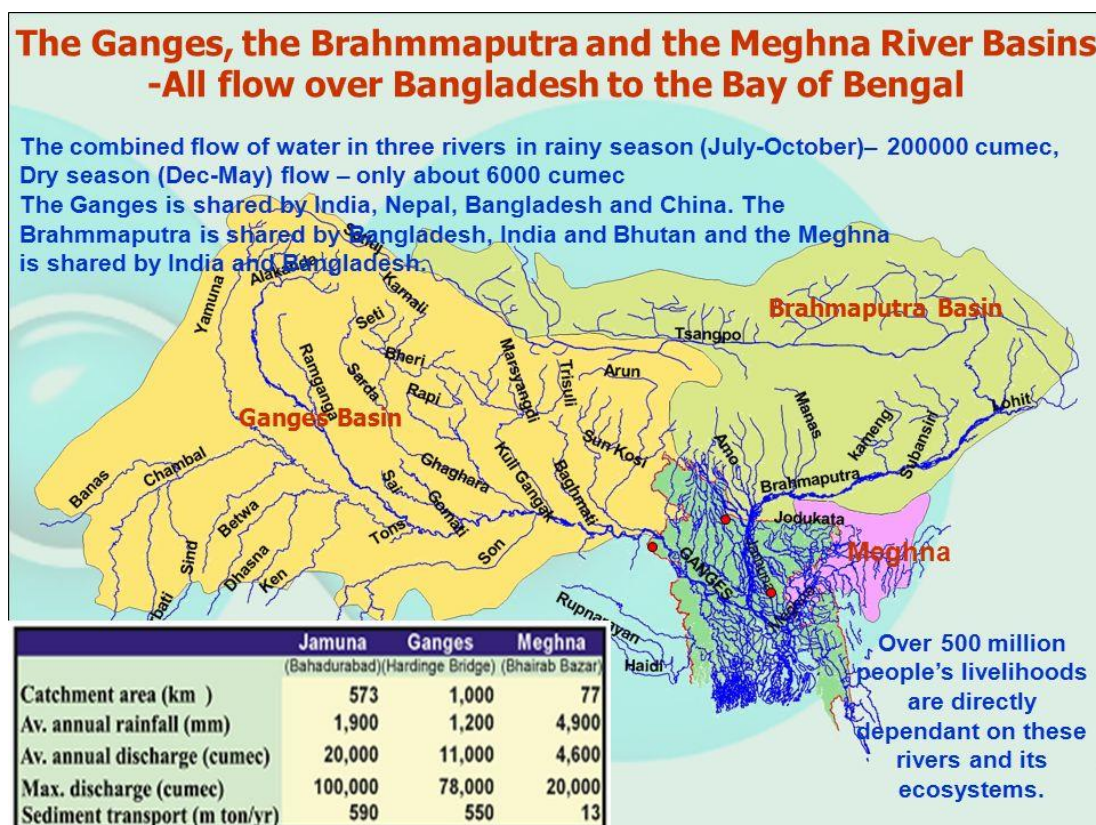 The Ganges, the Brahmmaputra and the Meghna River Basins
-All flow over Bangladesh to the Bay of Bengal
The combined flow of water in three rivers in rainy season (July-October)– 200000 cumec,
Dry season (Dec-May) flow – only about 6000 cumec
The Ganges is shared by India, Nepal, Bangladesh and China. The
Brahmmaputra is shared by Bangladesh, India and Bhutan and the Meghna
is shared by India and Bangladesh.
Yamuna
Alakanda
Karnali
Seti
Bheri
Ramganga
Sarda
Rapi
Marsyangdi
Trisuli
Arun
Tsangpo
Brahmaputra Basin
Ganges Basin
Sun Kosi
Amo
Manas
kameng
Subansiri
Lohit
Banas
Chambal
Sai
Ghaghara
Gomati
Kull Gangak
Baghmati
Brahmaputra
Jodukata
Meghna
Sind
Betwa
Dhasna
Ken
Tons
Son
GANGES
Rupnarayan
Haidi
Over 500 million
people's livelihoods
are directly
dependant on these
rivers and its
ecosystems.
Jamuna Ganges Meghna
(Bahadurabad)(Hardinge Bridge) (Bhairab Bazar)
Catchment area (km ) 573 1,000 77
Av. annual rainfall (mm) 1,900 1,200 4,900
Av. annual discharge (cumec) 20,000 11,000 4,600
Max. discharge (cumec) 100,000 78,000 20,000
Sediment transport (m ton/yr) 590 550 13